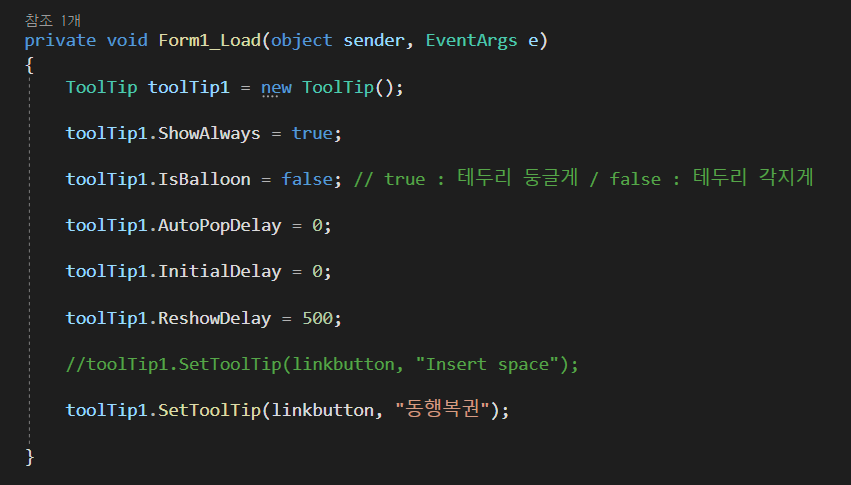 참조 1개
private void Form1_Load(object sender, EventArgs e)
{
ToolTip toolTip1 = new ToolTip();
toolTip1.ShowAlways = true;
toolTip1.IsBalloon = false; // true : 테두리 둥글게 / false : 테두리 각지게
toolTip1.AutoPopDelay = 0;
toolTip1.InitialDelay = 0;
toolTip1.ReshowDelay = 500;
//toolTip1.SetToolTip(linkbutton, "Insert space");
toolTip1.SetToolTip(linkbutton, "동행복권");
}